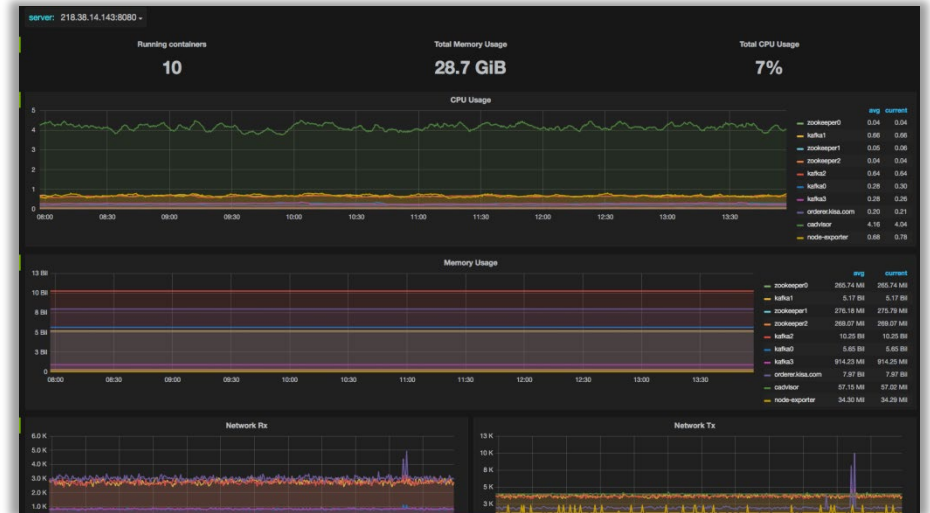 server: 218.38.14.143:8080
Running containers
10
Total Memory Usage
28.7 GiB
Total CPU Usage
7%
CPU Usage
5
4
3
2
1
0
08:00 08:30 09:00 09:30 10:00 10:30 11:00 11:30 12:00 12:30 13:00 13:30
avg current
zookeeper0 0.04 0.04
kafka1 0.66 0.68
zookeeper1 0.05 0.06
zookeeper2 0.04 0.04
kafka2 0.64 0.64
kafka0 0.28 0.30
kafka3 0.28 0.26
orderer.kisa.com 0.20 0.21
cadvisor 4.16 4.04
node-exporter 0.68 0.78
Memory Usage
13 Bil
10 Bil
8 Bil
5 Bil
3 Bil
0
08:00 08:30 09:00 09:30 10:00 10:30 11:00 11:30 12:00 12:30 13:00 13:30
avg current
zookeeper0 265.74 Mil 265.74 Mil
kafka1 5.17 Bil 5.17 Bil
zookeeper1 275.18 Mil 275.79 Mil
zookeeper2 269.07 Mil 269.07 Mil
kafka2 10.25 Bil 10.25 Bil
kafka0 5.65 Bil 5.65 Bil
kafka3 914.23 Mil 914.25 Mil
orderer.kisa.com 7.97 Bil 7.97 Bil
cadvisor 57.15 Mil 57.02 Mil
node-exporter 34.30 Mil 34.29 Mil
Network Rx
6.0 K
5.0 K
4.0 K
3.0 K
2.0 K
1.0 K
Network Tx
13 K
10 K
8 K
5 K
3 K